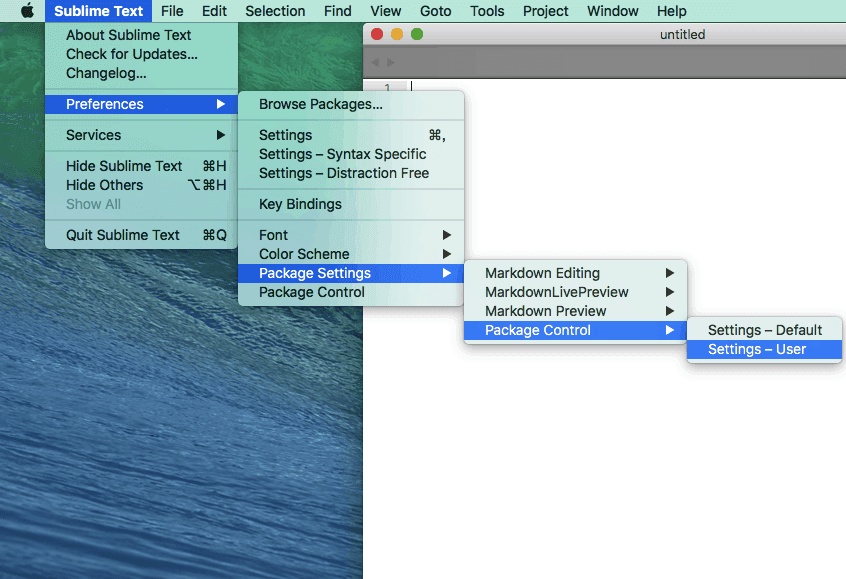 Sublime Text File Edit Selection Find View Goto Tools Project Window Help
untitled
About Sublime Text
Check for Updates...
Changelog...
Preferences
Services
Hide Sublime Text ⌘H
Hide Others ⌥⌘H
Show All
Quit Sublime Text ⌘Q
1
Browse Packages...
Settings ⌘,
Settings – Syntax Specific
Settings – Distraction Free
Key Bindings
Font
Color Scheme
Package Settings
Package Control
Markdown Editing
MarkdownLivePreview
Markdown Preview
Package Control
Settings – Default
Settings – User